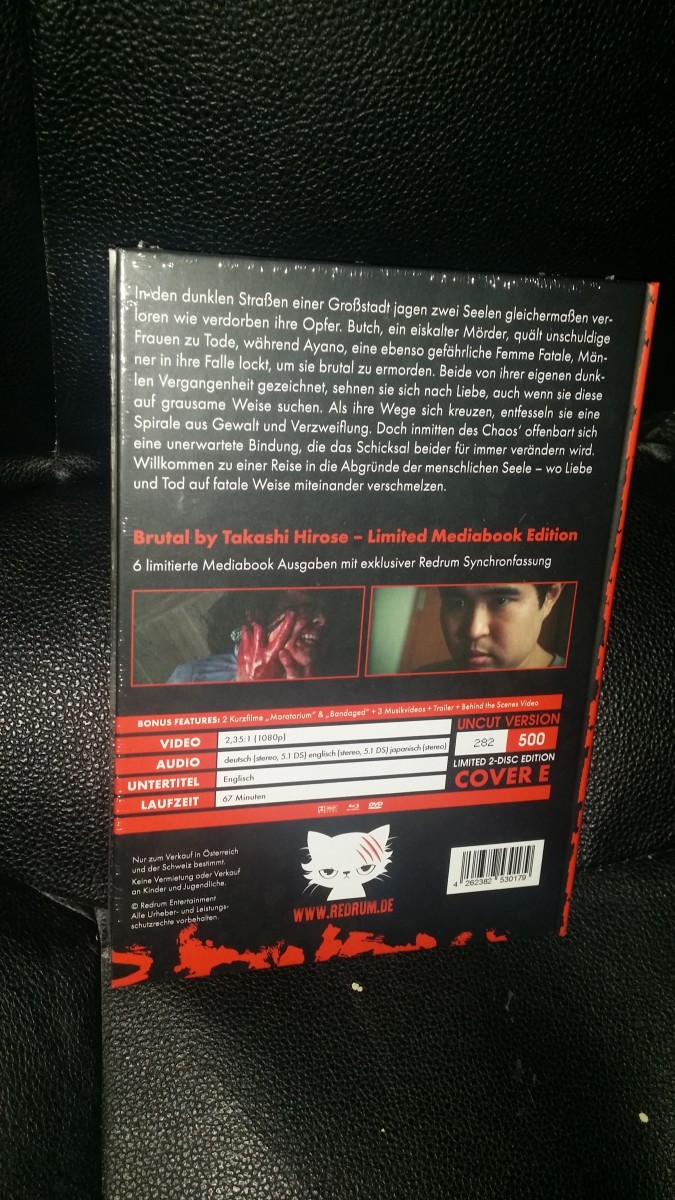 In den dunklen Straßen einer Großstadt jagen zwei Seelen gleichermaßen ver-
loren wie verdorben ihre Opfer. Butch, ein eiskalter Mörder, quält unschuldige
Frauen zu Tode, während Ayano, eine ebenso gefährliche Femme Fatale, Män-
ner in ihre Falle lockt, um sie brutal zu ermorden. Beide von ihrer eigenen dunk-
len Vergangenheit gezeichnet, sehnen sie sich nach Liebe, auch wenn sie diese
auf grausame Weise suchen. Als ihre Wege sich kreuzen, entfesseln sie eine
Spirale aus Gewalt und Verzweiflung. Doch inmitten des Chaos' offenbart sich
eine unerwartete Bindung, die das Schicksal beider für immer verändern wird.
Willkommen zu einer Reise in die Abgründe der menschlichen Seele – wo Liebe
und Tod auf fatale Weise miteinander verschmelzen.
Brutal by Takashi Hirose – Limited Mediabook Edition
6 limitierte Mediabook Ausgaben mit exklusiver Redrum Synchronfassung
BONUS FEATURES: 2 Kurzfilme „Moratorium" & „Bandaged" + 3 Musikvideos + Trailer + Behind the Scenes Video
VIDEO 2,35:1 (1080p)
AUDIO deutsch (stereo, 5.1 DS) englisch (stereo, 5.1 DS) japanisch (stereo)
UNTERTITEL Englisch
LAUFZEIT 67 Minuten
UNCUT VERSION
282 500
LIMITED 2-DISC EDITION
COVER E
DVD
Nur zum Verkauf in Österreich
und der Schweiz bestimmt.
Keine Vermietung oder Verkauf
an Kinder und Jugendliche.
© Redrum Entertainment
Alle Urheber- und Leistungs-
schutzrechte vorbehalten.
WWW.REDRUM.DE
4 262382 530179